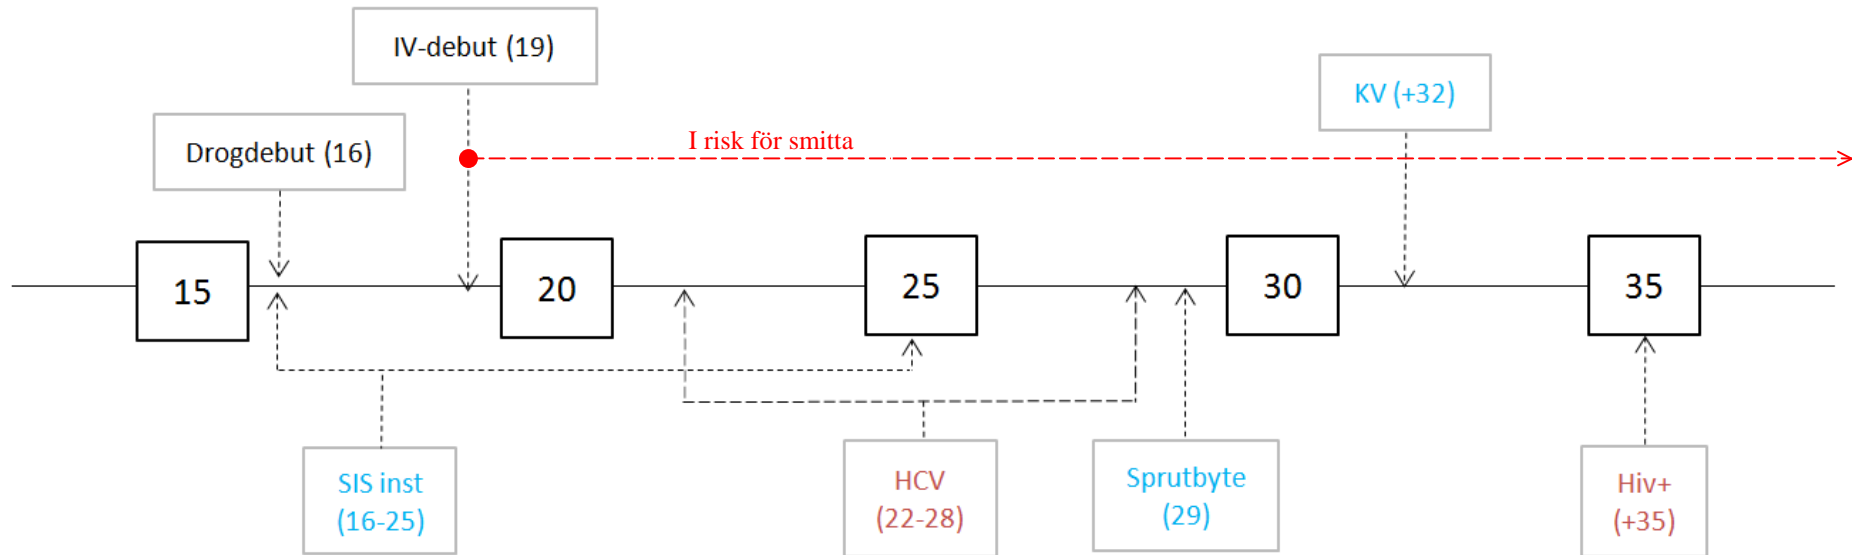 IV-debut (19)
KV (+32)
Drogdebut (16)
I risk för smitta
15
20
25
30
35
SIS inst
(16-25)
HCV
(22-28)
Sprutbyte
(29)
Hiv+
(+35)